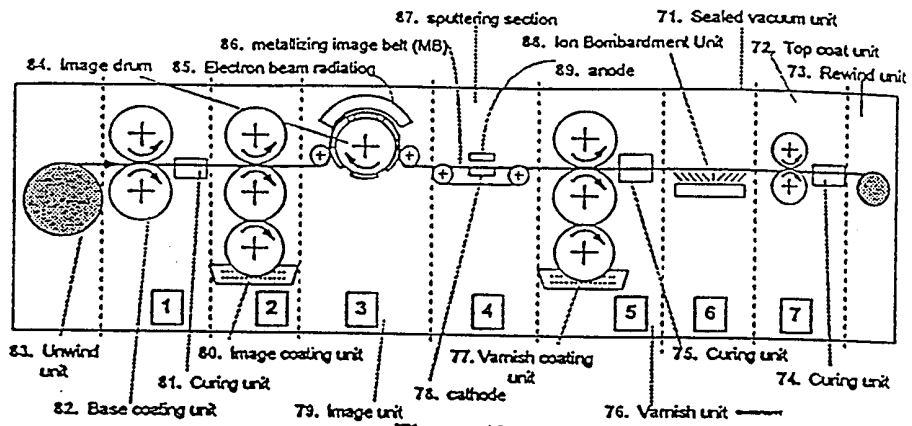 87. sputtering section
71. Sealed vacuum unit
86. metallizing image belt (MB)
88. Ion Bombardment Unit
72. Top coat unit
84. Image drum
85. Electron beam radiation
89. anode
73. Rewind unit
1
2
3
4
5
6
7
83. Unwind unit
80. Image coating unit
77. Varnish coating unit
75. Curing unit
81. Curing unit
78. cathode
74. Curing unit
82. Base coating unit
79. Image unit
76. Varnish unit